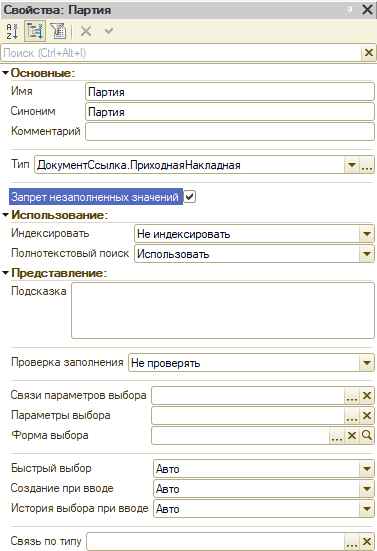 Свойства: Партия
Поиск (Ctrl+Alt+I)
Основные:
Имя Партия
Синоним Партия
Комментарий
Тип ДокументСсылка.ПриходнаяНакладная
Запрет незаполненных значений
Использование:
Индексировать Не индексировать
Полнотекстовый поиск Использовать
Представление:
Подсказка
Проверка заполнения Не проверять
Связи параметров выбора
Параметры выбора
Форма выбора
Быстрый выбор Авто
Создание при вводе Авто
История выбора при вводе Авто
Связь по типу